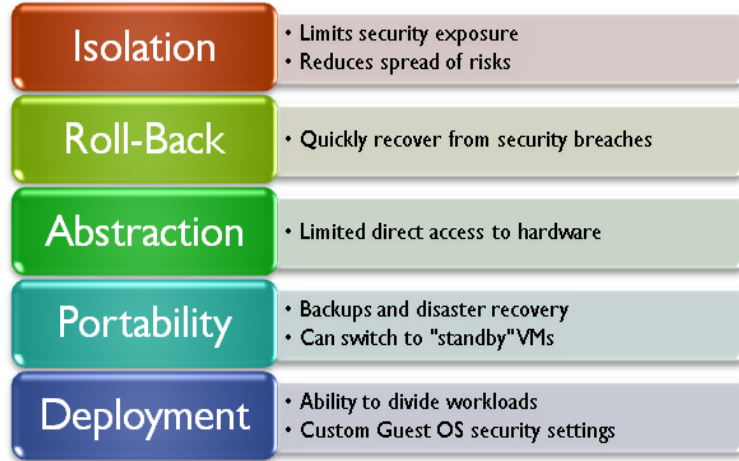 Isolation
• Limits security exposure
• Reduces spread of risks
Roll-Back
• Quickly recover from security breaches
Abstraction
• Limited direct access to hardware
Portability
• Backups and disaster recovery
• Can switch to "standby" VMs
Deployment
• Ability to divide workloads
• Custom Guest OS security settings